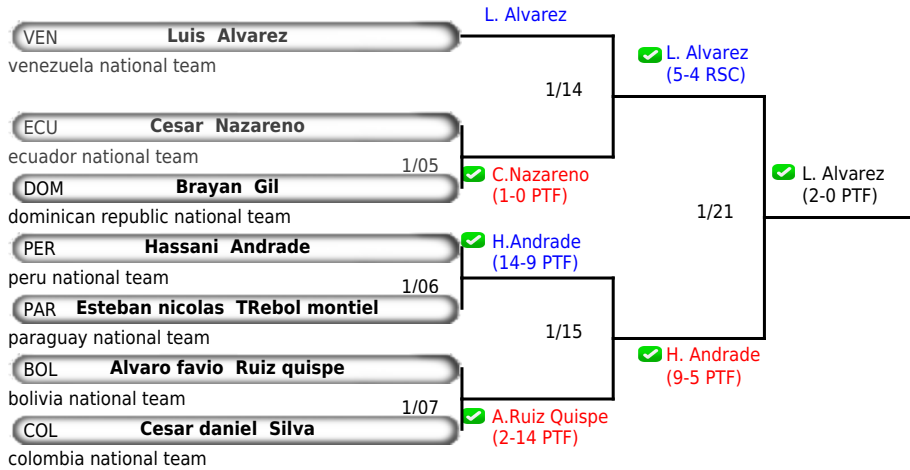 L. Alvarez
VEN Luis Alvarez
venezuela national team
L. Alvarez
(5-4 RSC)
1/14
ECU Cesar Nazareno
ecuador national team
1/05
C.Nazareno
(1-0 PTF)
DOM Brayan Gil
dominican republic national team
L. Alvarez
(2-0 PTF)
1/21
PER Hassani Andrade
peru national team
H.Andrade
(14-9 PTF)
1/06
PAR Esteban nicolas TRebol montiel
paraguay national team
1/15
H. Andrade
(9-5 PTF)
BOL Alvaro favio Ruiz quispe
bolivia national team
1/07
A.Ruiz Quispe
(2-14 PTF)
COL Cesar daniel Silva
colombia national team